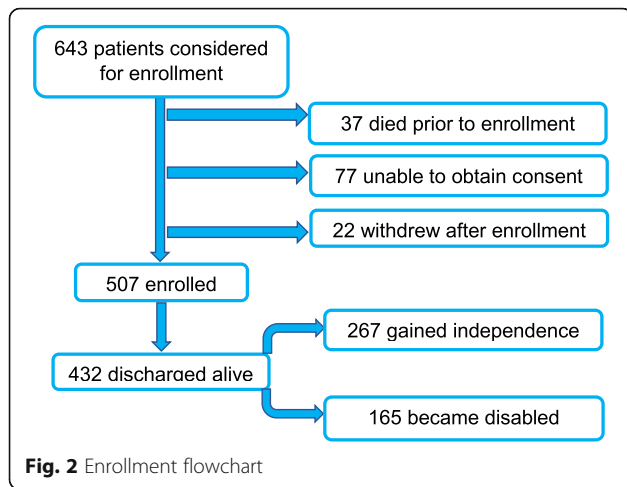 643 patients considered
for enrollment
37 died prior to enrollment
77 unable to obtain consent
22 withdrew after enrollment
507 enrolled
267 gained independence
432 discharged alive
165 became disabled
Fig. 2 Enrollment flowchart